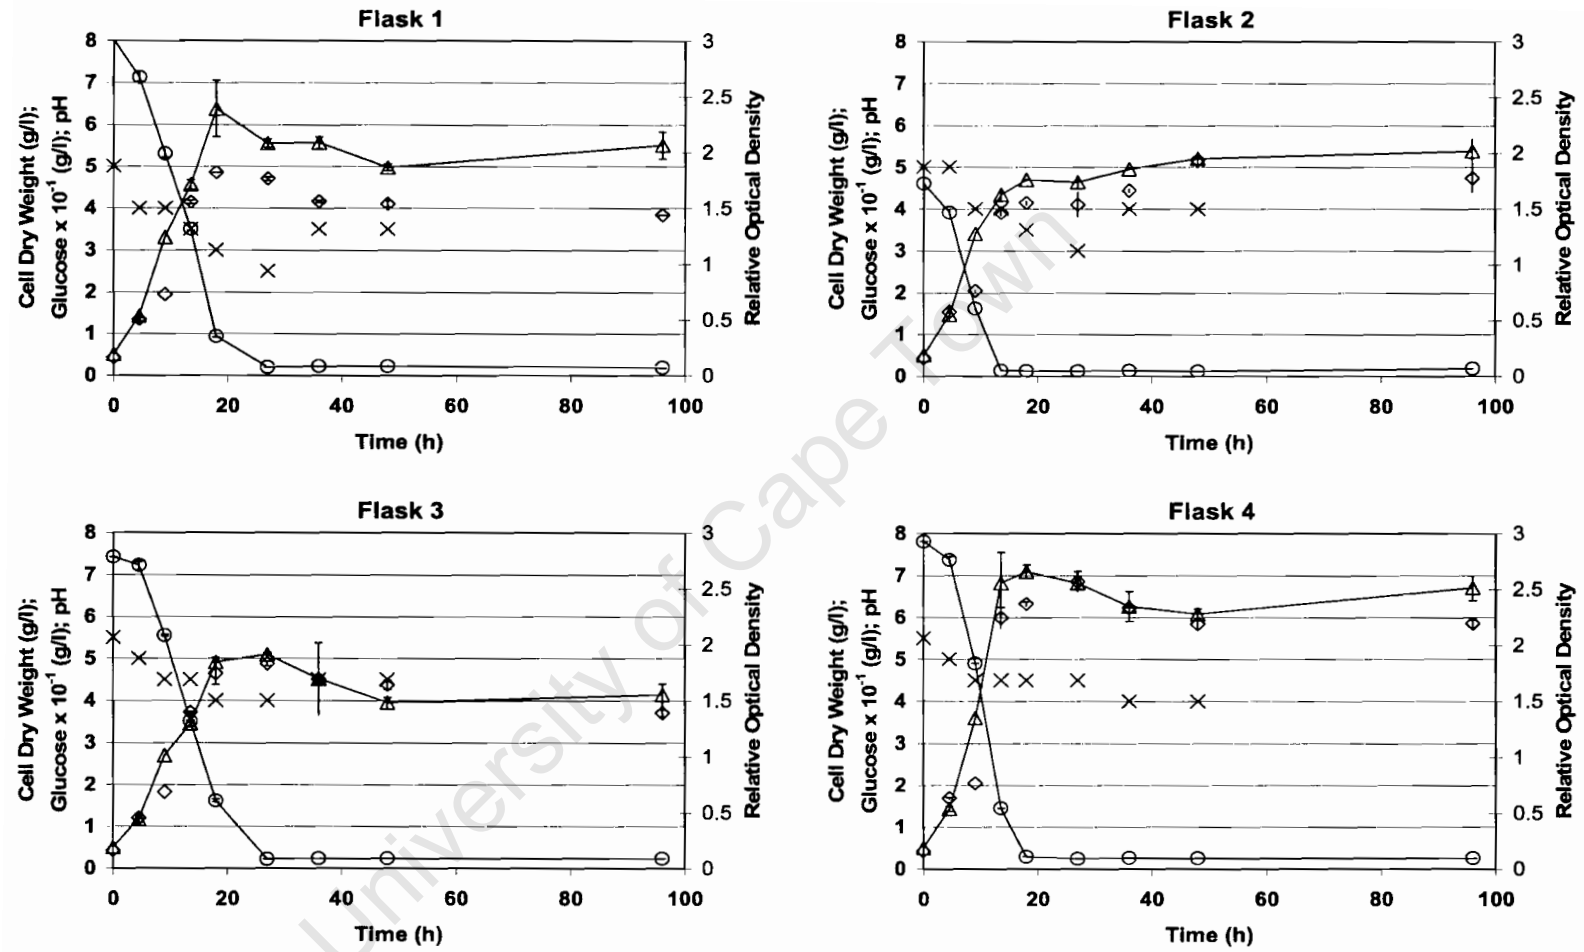 Flask 1
8
7
6
5
4
3
2
1
0
3
2.5
2
1.5
1
0.5
0
0 20 40 60 80 100
Time (h)
Cell Dry Weight (g/l);
Glucose x 10⁻¹ (g/l); pH
Relative Optical Density
Flask 2
8
7
6
5
4
3
2
1
0
3
2.5
2
1.5
1
0.5
0
0 20 40 60 80 100
Time (h)
Cell Dry Weight (g/l);
Glucose x 10⁻¹ (g/l); pH
Relative Optical Density
Flask 3
8
7
6
5
4
3
2
1
0
3
2.5
2
1.5
1
0.5
0
0 20 40 60 80 100
Time (h)
Cell Dry Weight (g/l);
Glucose x 10⁻¹ (g/l); pH
Relative Optical Density
Flask 4
8
7
6
5
4
3
2
1
0
3
2.5
2
1.5
1
0.5
0
0 20 40 60 80 100
Time (h)
Cell Dry Weight (g/l);
Glucose x 10⁻¹ (g/l); pH
Relative Optical Density
University of Cape Town